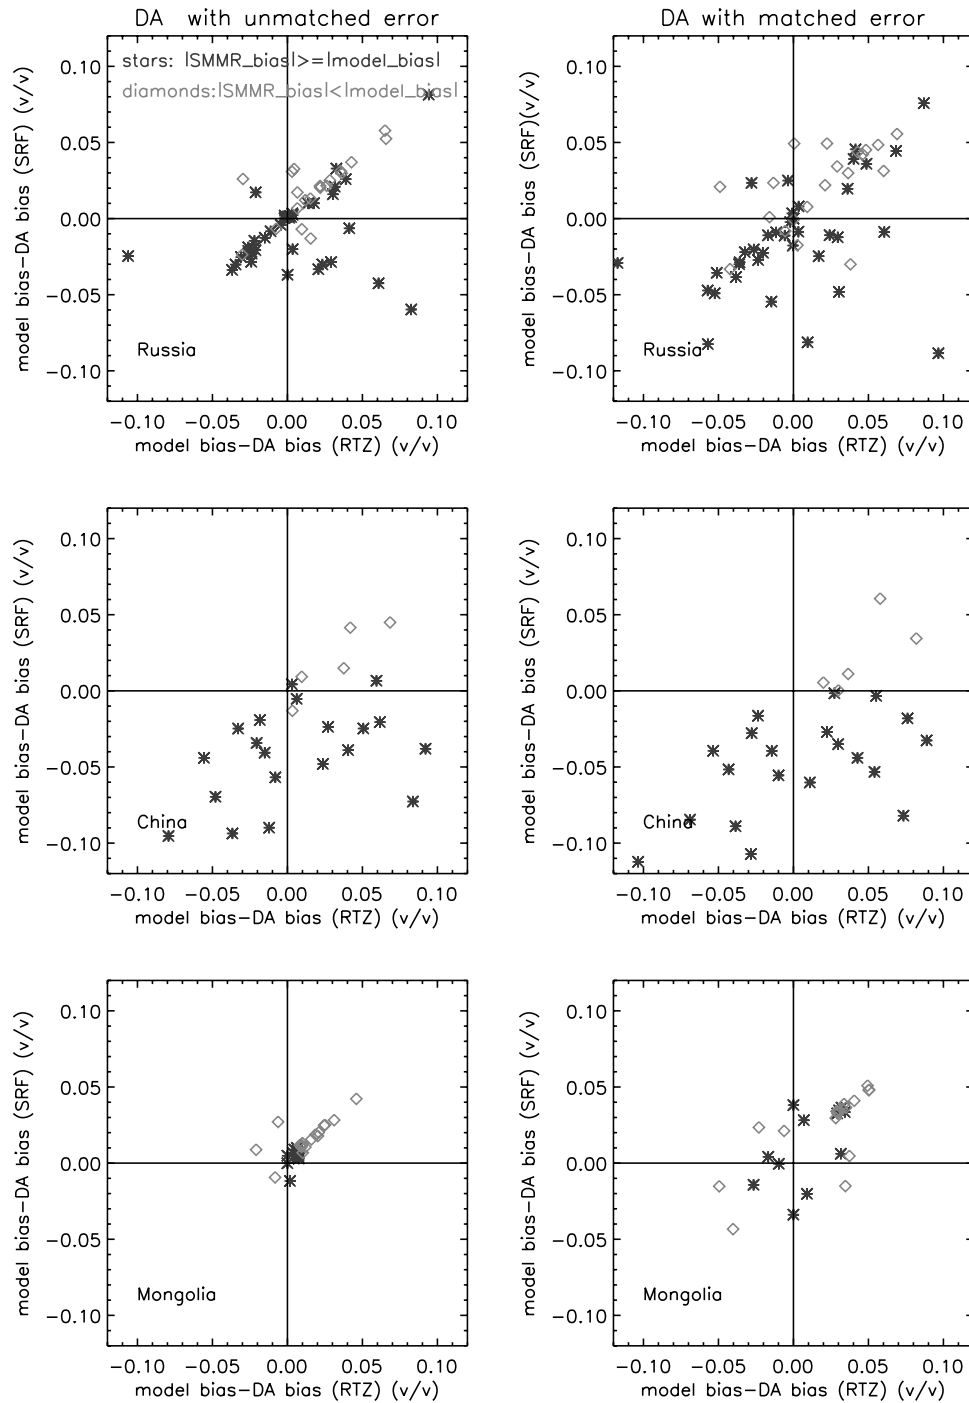 DA with unmatched error
DA with matched error
stars: |SMMR_bias|>=|model_bias|
diamonds:|SMMR_bias|<|model_bias|
model bias-DA bias (SRF) (v/v)
0.10
0.05
0.00
-0.05
-0.10
Russia
-0.10 -0.05 0.00 0.05 0.10
model bias-DA bias (RTZ) (v/v)
model bias-DA bias (SRF)(v/v)
0.10
0.05
0.00
-0.05
-0.10
Russia
-0.10 -0.05 0.00 0.05 0.10
model bias-DA bias (RTZ) (v/v)
model bias-DA bias (SRF) (v/v)
0.10
0.05
0.00
-0.05
-0.10
China
-0.10 -0.05 0.00 0.05 0.10
model bias-DA bias (RTZ) (v/v)
model bias-DA bias (SRF) (v/v)
0.10
0.05
0.00
-0.05
-0.10
China
-0.10 -0.05 0.00 0.05 0.10
model bias-DA bias (RTZ) (v/v)
model bias-DA bias (SRF) (v/v)
0.10
0.05
0.00
-0.05
-0.10
Mongolia
-0.10 -0.05 0.00 0.05 0.10
model bias-DA bias (RTZ) (v/v)
model bias-DA bias (SRF) (v/v)
0.10
0.05
0.00
-0.05
-0.10
Mongolia
-0.10 -0.05 0.00 0.05 0.10
model bias-DA bias (RTZ) (v/v)